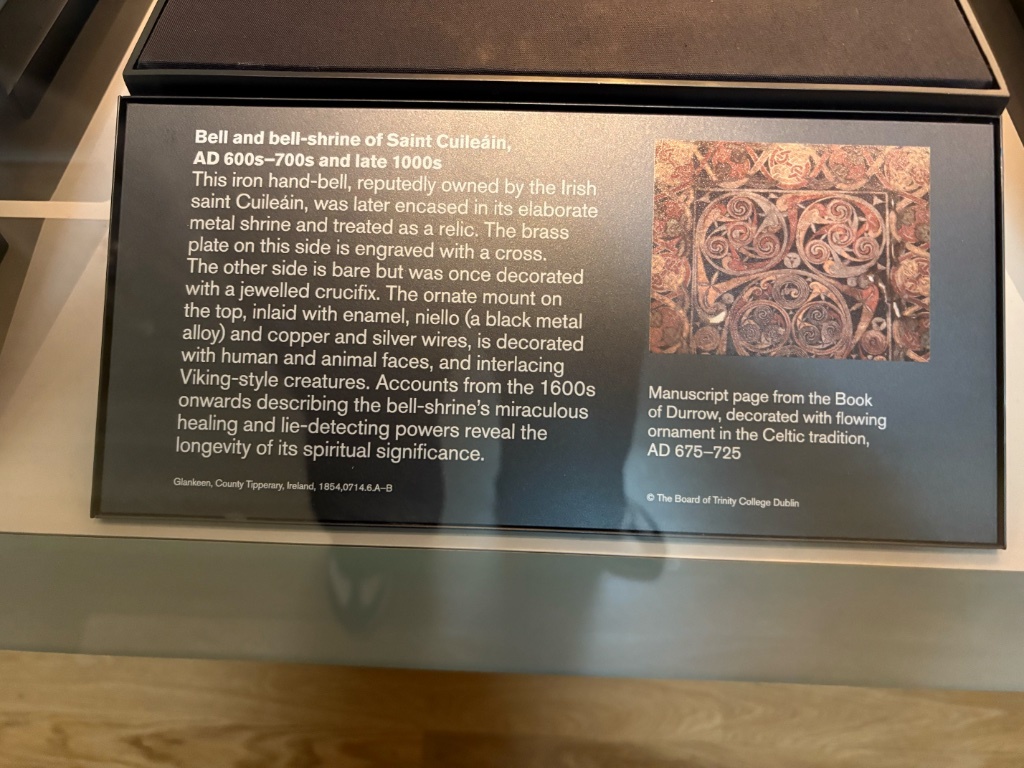 Bell and bell-shrine of Saint Cuileáin,
AD 600s–700s and late 1000s
This iron hand-bell, reputedly owned by the Irish
saint Cuileáin, was later encased in its elaborate
metal shrine and treated as a relic. The brass
plate on this side is engraved with a cross.
The other side is bare but was once decorated
with a jewelled crucifix. The ornate mount on
the top, inlaid with enamel, niello (a black metal
alloy) and copper and silver wires, is decorated
with human and animal faces, and interlacing
Viking-style creatures. Accounts from the 1600s
onwards describing the bell-shrine's miraculous
healing and lie-detecting powers reveal the
longevity of its spiritual significance.
Glankeen, County Tipperary, Ireland, 1854,0714.6.A–B
Manuscript page from the Book
of Durrow, decorated with flowing
ornament in the Celtic tradition,
AD 675–725
© The Board of Trinity College Dublin